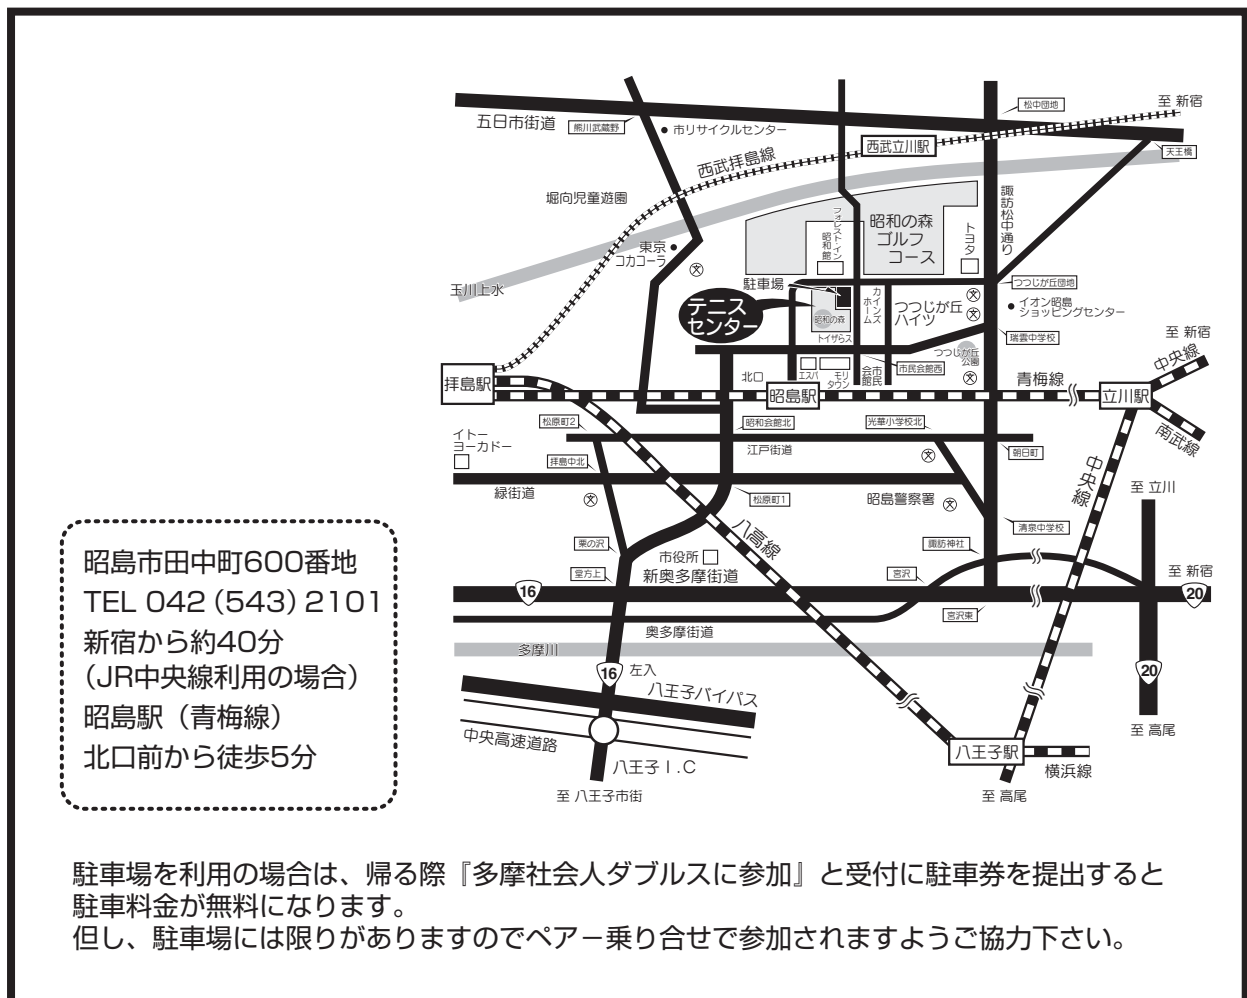 至 新宿
松中団地
五日市街道
熊川武蔵野
市リサイクルセンター
西武立川駅
天王橋
西武拝島線
堀向児童遊園
諏訪松中通り
フォレスト・イン
昭和館
昭和の森
ゴルフ
コース
トヨタ
東京
コカコーラ
文
玉川上水
駐車場
つつじが丘団地
テニス
センター
カインズ
ホーム
つつじが丘
ハイツ
文
文
イオン昭島
ショッピングセンター
昭和の森
トイザらス
瑞雲中学校
至 新宿
中央線
つつじが丘
公園
拝島駅
北口
エスパ
モリ
タウン
市民
会館
市民会館西
文
青梅線
昭島駅
立川駅
南武線
松原町2
昭和会館北
光華小学校北
イトー
ヨーカドー
江戸街道
朝日町
拝島中北
文
中央線
緑街道
文
松原町1
昭島警察署
文
至 立川
八高線
清泉中学校
栗の沢
市役所
諏訪神社
堂方上
新奥多摩街道
宮沢
至 新宿
16
20
宮沢東
奥多摩街道
多摩川
16
左入
20
八王子バイパス
中央高速道路
至 高尾
八王子I.C
八王子駅
横浜線
至 八王子市街
至 高尾
昭島市田中町600番地
TEL 042(543)2101
新宿から約40分
(JR中央線利用の場合)
昭島駅(青梅線)
北口前から徒歩5分
駐車場を利用の場合は、帰る際『多摩社会人ダブルスに参加』と受付に駐車券を提出すると
駐車料金が無料になります。
但し、駐車場には限りがありますのでペアー乗り合せで参加されますようご協力下さい。